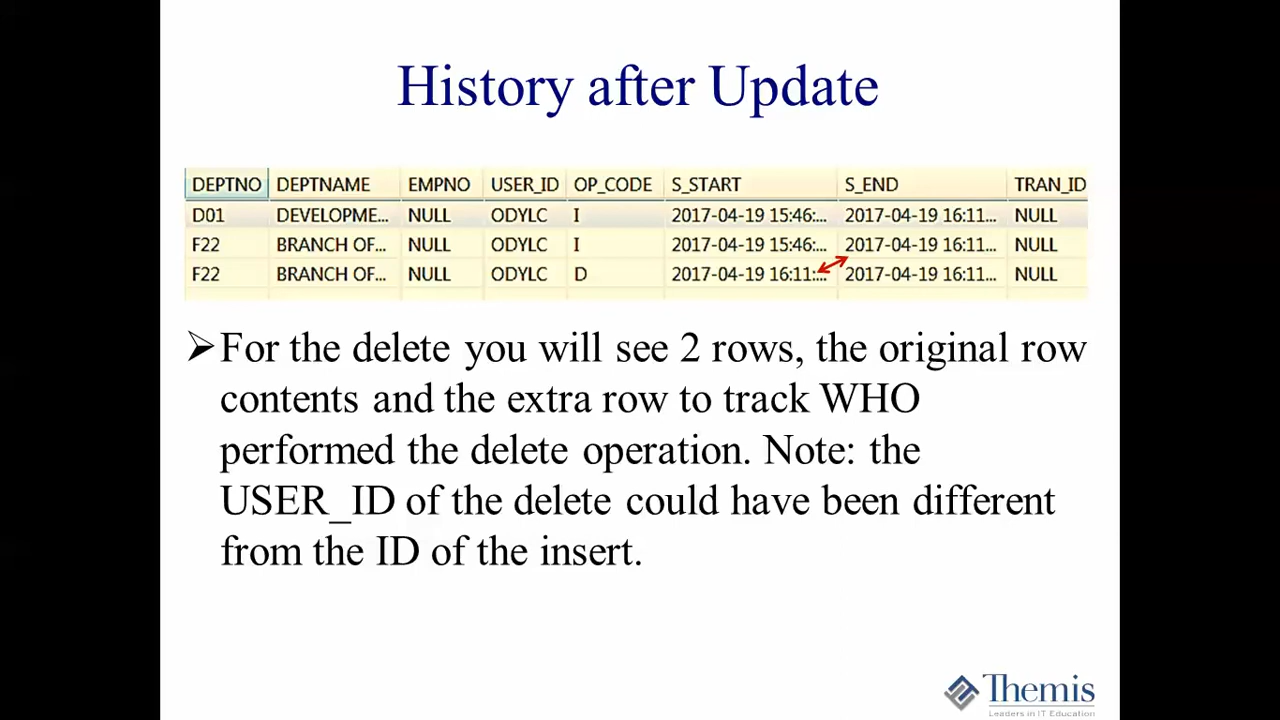 History after Update
DEPTNO DEPTNAME EMPNO USER_ID OP_CODE S_START S_END TRAN_ID
D01 DEVELOPME... NULL ODYLC I 2017-04-19 15:46:... 2017-04-19 16:11... NULL
F22 BRANCH OF... NULL ODYLC I 2017-04-19 15:46:... 2017-04-19 16:11... NULL
F22 BRANCH OF... NULL ODYLC D 2017-04-19 16:11:... 2017-04-19 16:11... NULL
➢For the delete you will see 2 rows, the original row
contents and the extra row to track WHO
performed the delete operation. Note: the
USER_ID of the delete could have been different
from the ID of the insert.
Themis
Leaders in IT Education